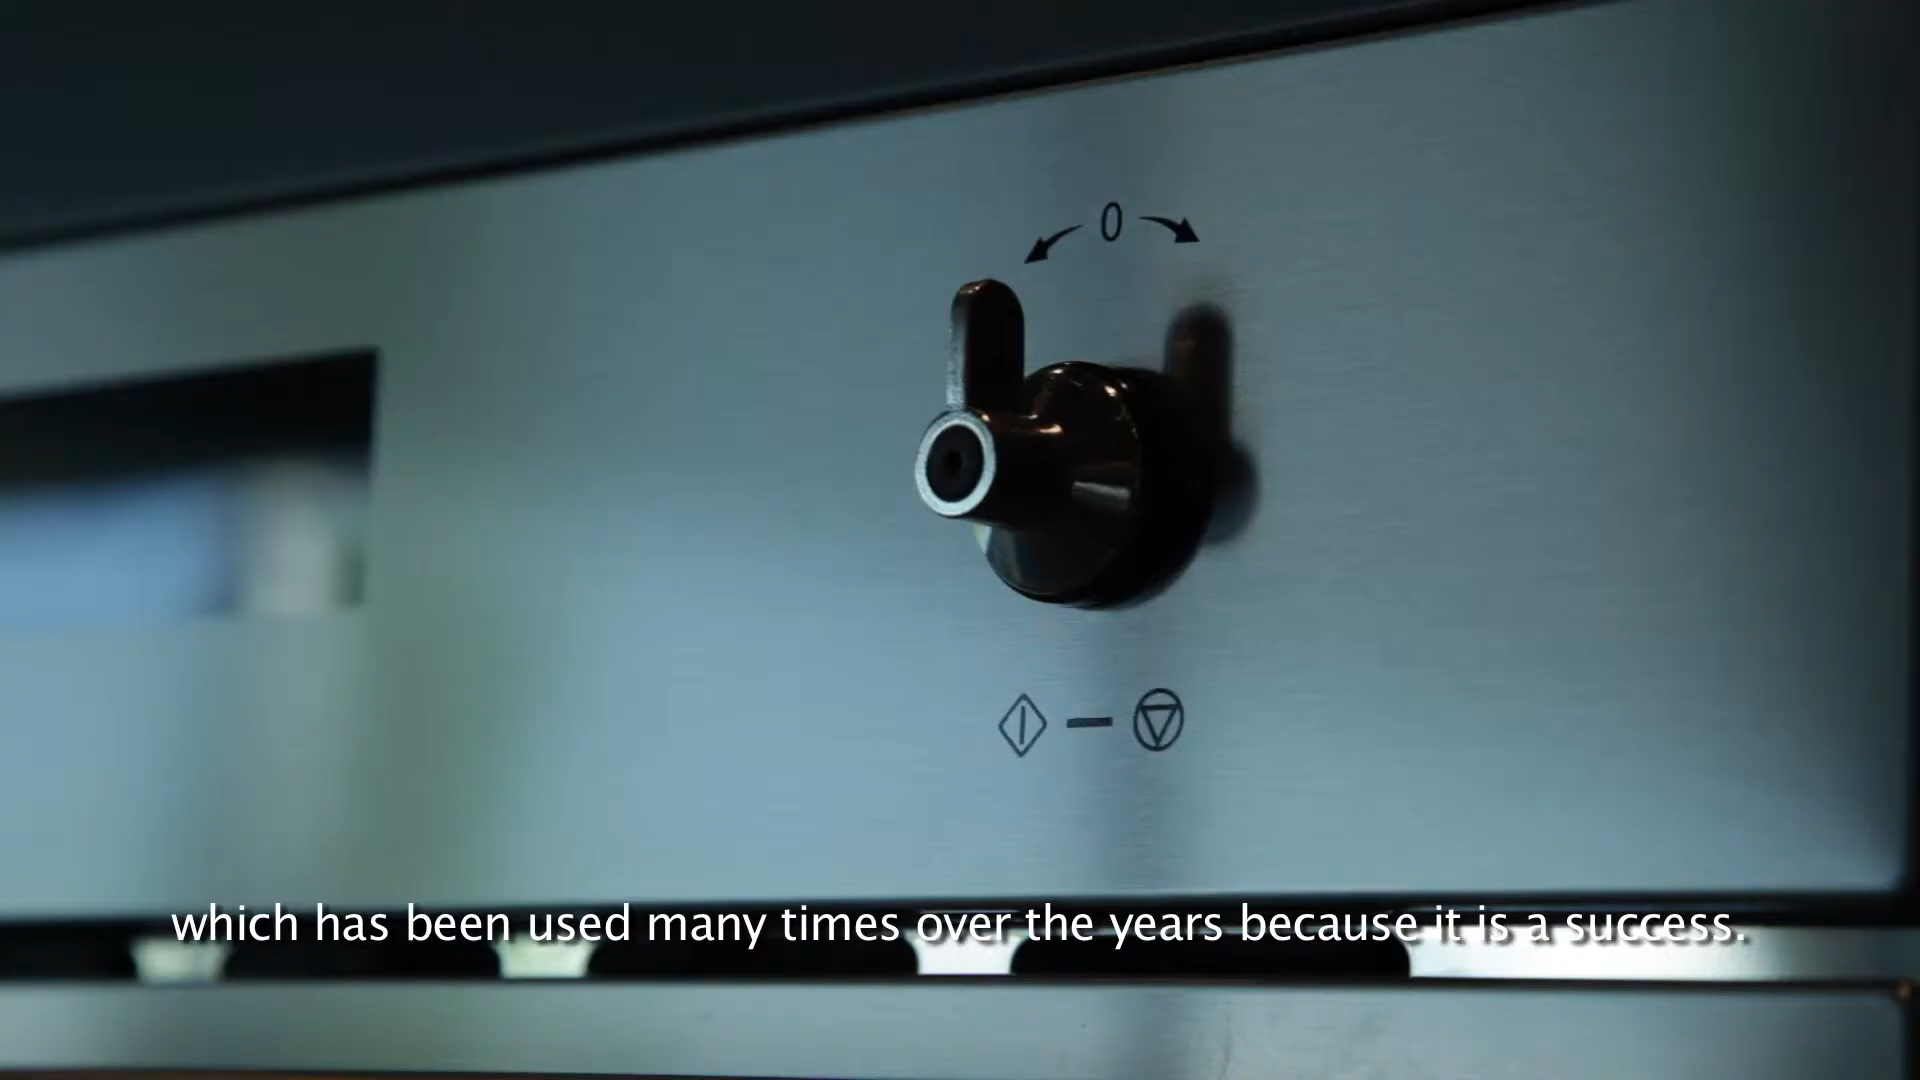 0
which has been used many times over the years because it is a success.